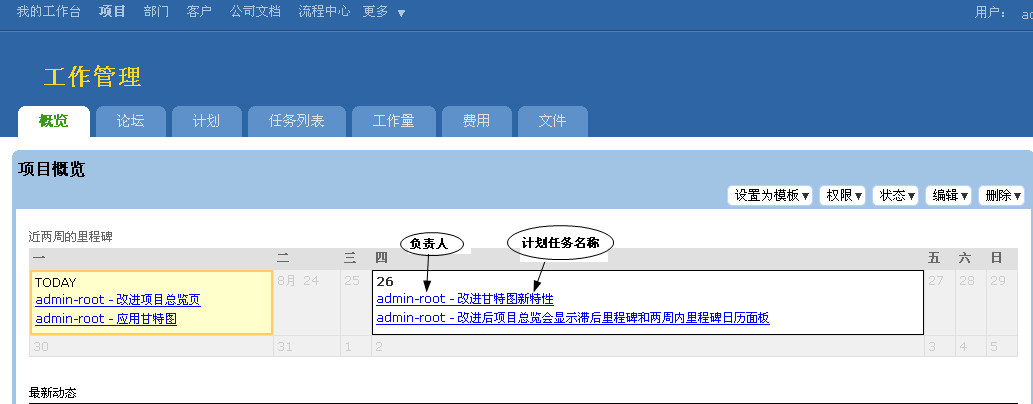 我的工作台 项目 部门 客户 公司文档 流程中心 更多 ▼ 用户：
工作管理
概览 论坛 计划 任务列表 工作量 费用 文件
项目概览
设置为模板▼ 权限▼ 状态▼ 编辑▼ 删除▼
近两周的里程碑
负责人 计划任务名称
一 二 三 四 五 六 日
TODAY 8月 24 25 26 27 28 29
admin-root - 改进项目总览页 admin-root - 改进甘特图新特性
admin-root - 应用甘特图 admin-root - 改进后项目总览会显示滞后里程碑和两周内里程碑日历面板
30 31 1 2 3 4 5
最新动态